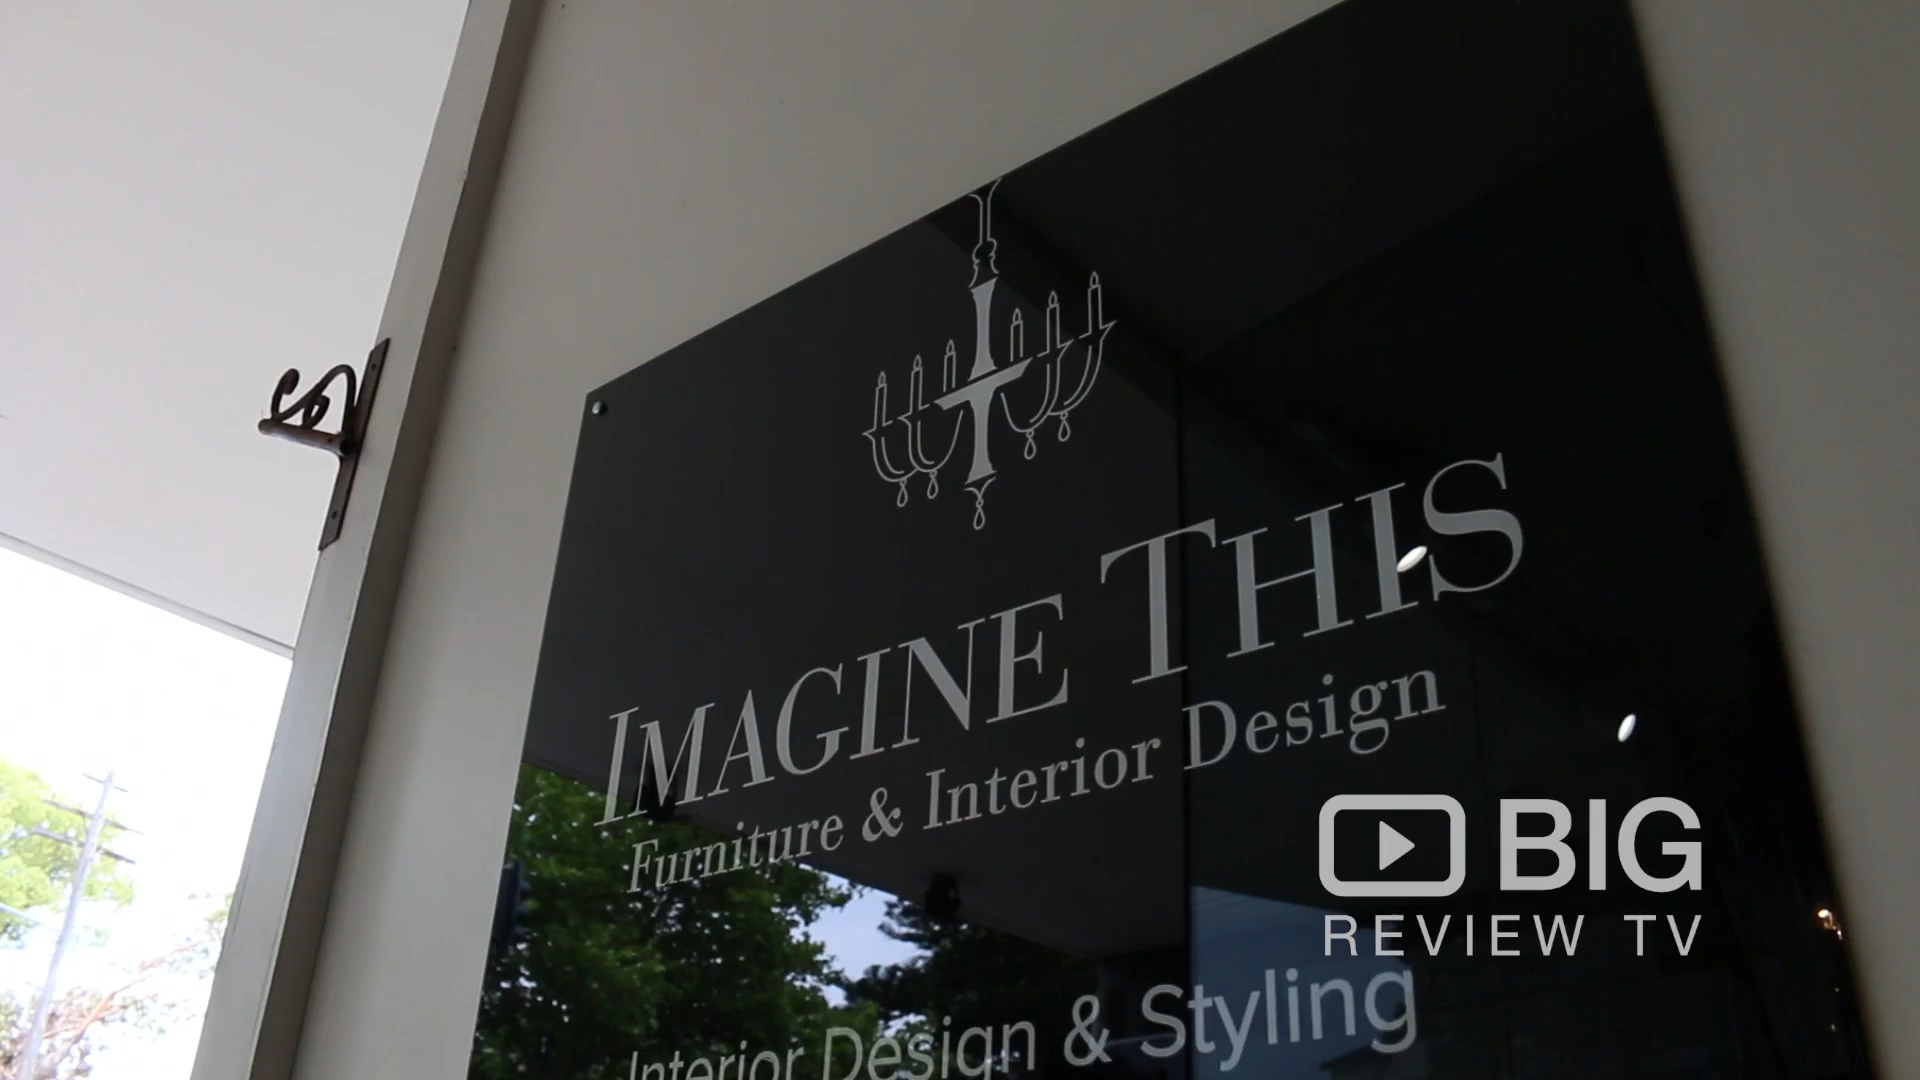 IMAGINE THIS
Furniture & Interior Design
Interior Design & Styling
BIG
REVIEW TV